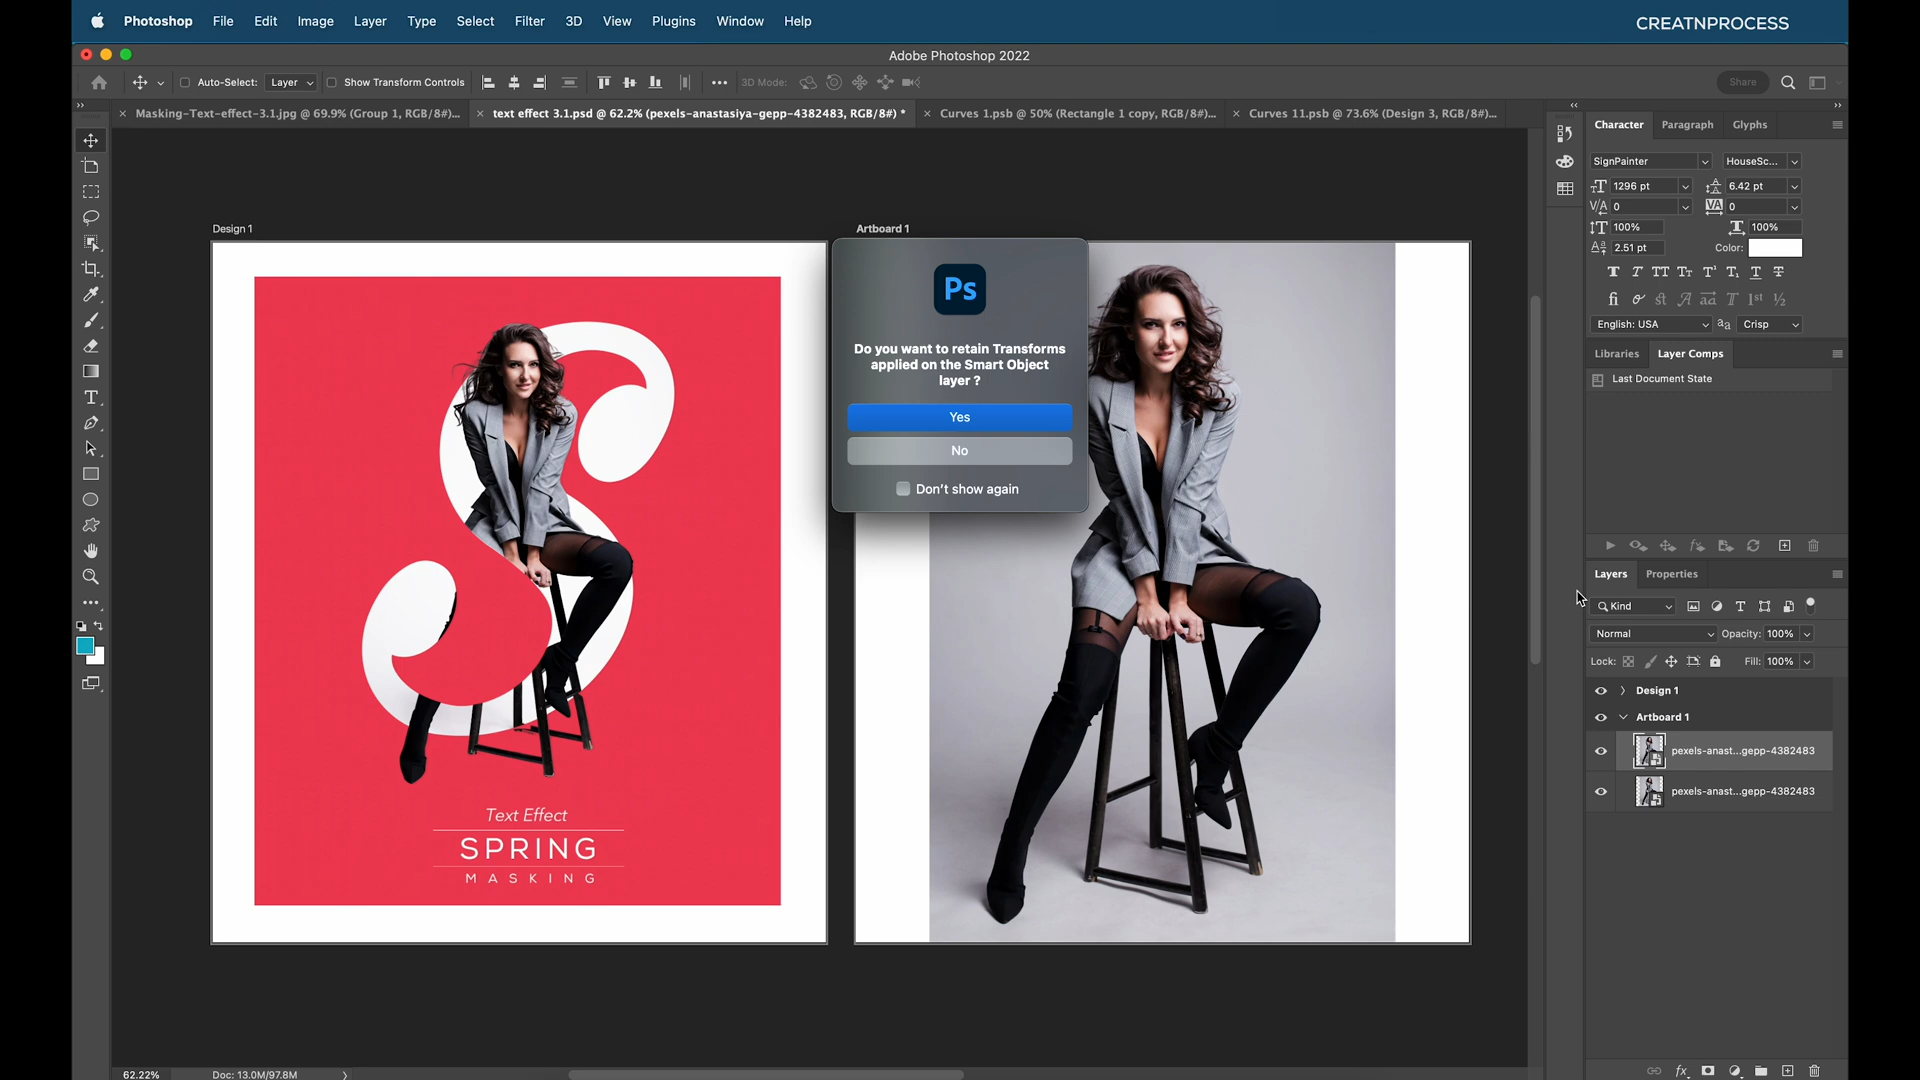 Photoshop File Edit Image Layer Type Select Filter 3D View Plugins Window Help
CREATNPROCESS
Adobe Photoshop 2022
Auto-Select: Layer Show Transform Controls 3D Mode: Share
Masking-Text-effect-3.1.jpg @ 69.9% (Group 1, RGB/8#)...
text effect 3.1.psd @ 62.2% (pexels-anastasiya-gepp-4382483, RGB/8#) *
Curves 1.psb @ 50% (Rectangle 1 copy, RGB/8#)...
Curves 11.psb @ 73.6% (Design 3, RGB/8#)...
Design 1
Artboard 1
Ps
Do you want to retain Transforms
applied on the Smart Object
layer ?
Yes
No
Don't show again
S
Text Effect
SPRING
MASKING
Character Paragraph Glyphs
SignPainter HouseSc...
1296 pt 6.42 pt
0 0
100% 100%
2.51 pt Color:
English: USA Crisp
Libraries Layer Comps
Last Document State
Layers Properties
Kind
Normal Opacity: 100%
Lock: Fill: 100%
Design 1
Artboard 1
pexels-anast...gepp-4382483
pexels-anast...gepp-4382483
62.22% Doc: 13.0M/97.8M